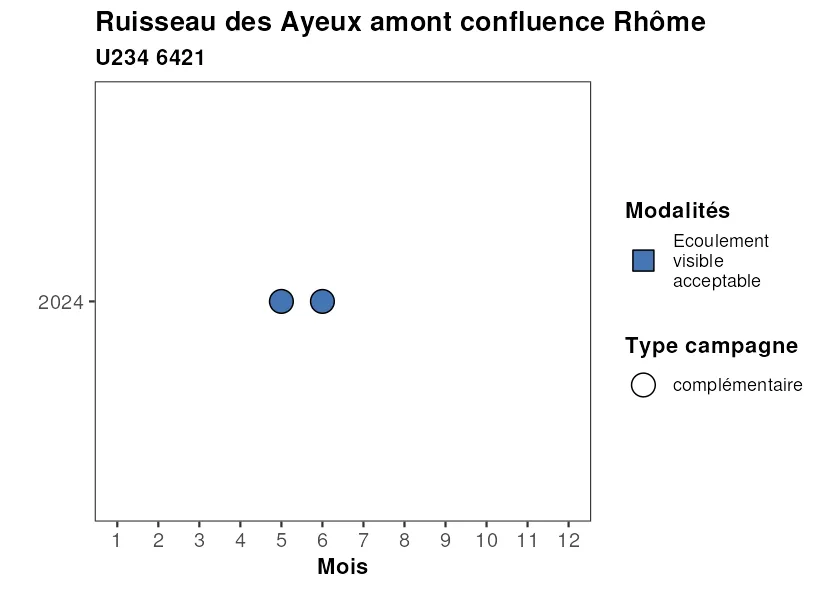 Ruisseau des Ayeux amont confluence Rhôme
U234 6421
2024
1 2 3 4 5 6 7 8 9 10 11 12
Mois
Modalités
Ecoulement
visible
acceptable
Type campagne
complémentaire